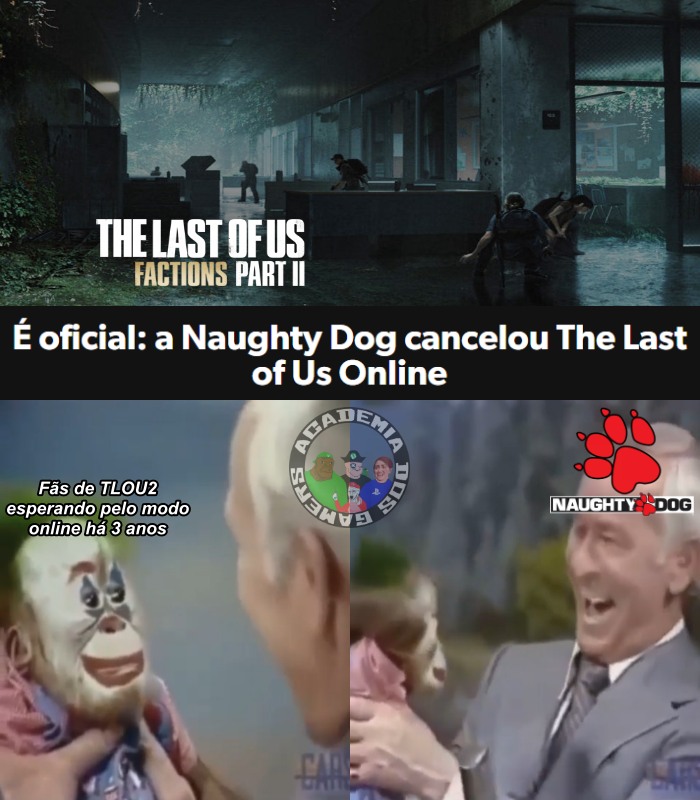 THE LAST OF US
FACTIONS PART II
É oficial: a Naughty Dog cancelou The Last
of Us Online
ACADEMIA DOS GAMERS
Fãs de TLOU2
esperando pelo modo
online há 3 anos
NAUGHTY DOG